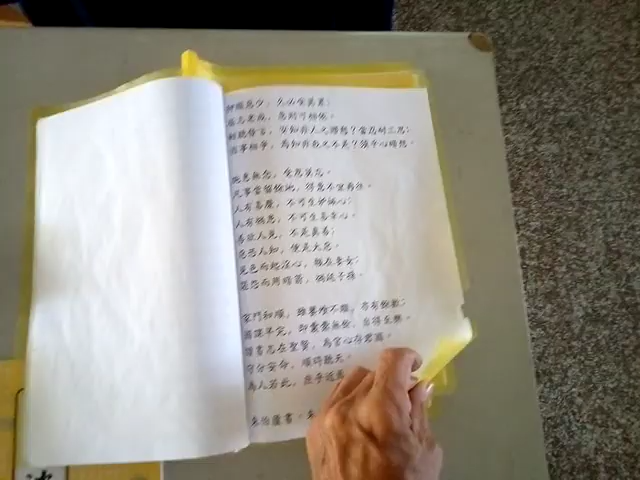 狎暱惡少，久必受其累；
屈志老成，急則可相依。
輕聽發言，安知非人之譖愬？當忍耐三思；
因事相爭，焉知非我之不是？須平心暗想。
施惠無念，受恩莫忘。
凡事當留餘地，得意不宜再往。
人有喜慶，不可生妒嫉心；
人有禍患，不可生喜幸心。
善欲人見，不是真善；
惡恐人知，便是大惡。
見色而起淫心，報在妻女；
匿怨而用暗箭，禍延子孫。
家門和順，雖饔飧不繼，亦有餘歡；
國課早完，即囊橐無餘，自得至樂。
讀書志在聖賢，為官心存君國。
守分安命，順時聽天。
為人若此，庶乎近焉
朱伯廬書．朱